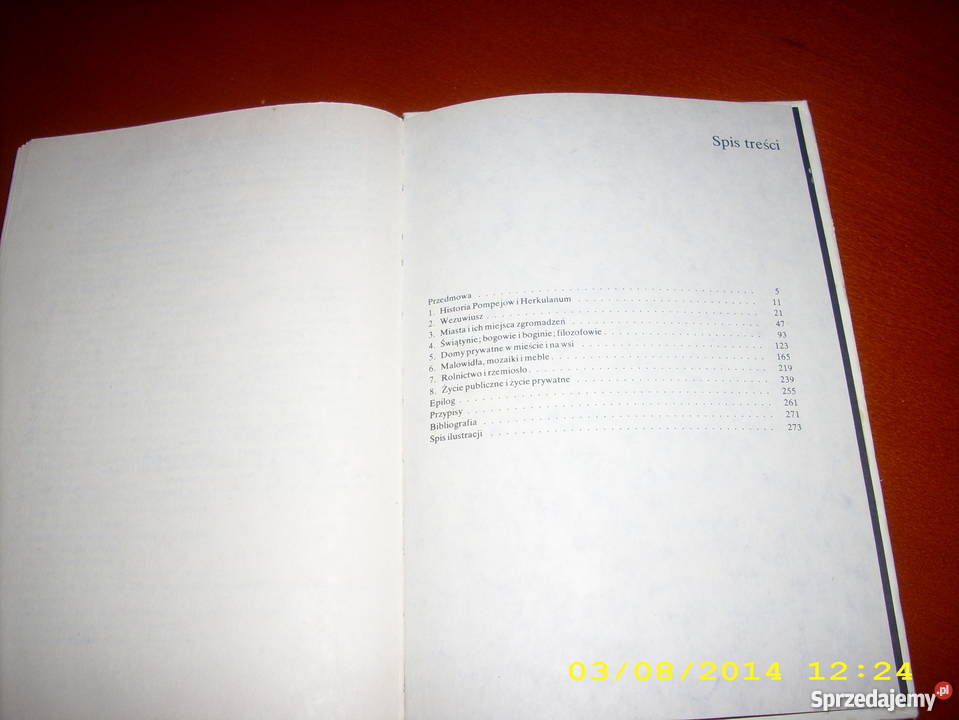 Spis treści
Przedmowa . . . . . . . . . . . . . . . . . . . . 5
1. Historia Pompejów i Herkulanum . . . . . . . . . . . . . . . . . . . . 11
2. Wezuwiusz . . . . . . . . . . . . . . . . . . . . 21
3. Miasta i ich miejsca zgromadzeń . . . . . . . . . . . . . . . . . . . . 47
4. Świątynie; bogowie i boginie; filozofowie . . . . . . . . . . . . . . . . . . . . 93
5. Domy prywatne w mieście i na wsi . . . . . . . . . . . . . . . . . . . . 123
6. Malowidła, mozaiki i meble . . . . . . . . . . . . . . . . . . . . 165
7. Rolnictwo i rzemiosło . . . . . . . . . . . . . . . . . . . . 219
8. Życie publiczne i życie prywatne . . . . . . . . . . . . . . . . . . . . 239
Epilog . . . . . . . . . . . . . . . . . . . . 255
Przypisy . . . . . . . . . . . . . . . . . . . . 261
Bibliografia . . . . . . . . . . . . . . . . . . . . 271
Spis ilustracji . . . . . . . . . . . . . . . . . . . . 273
03/08/2014 12:24
Sprzedajemy.pl